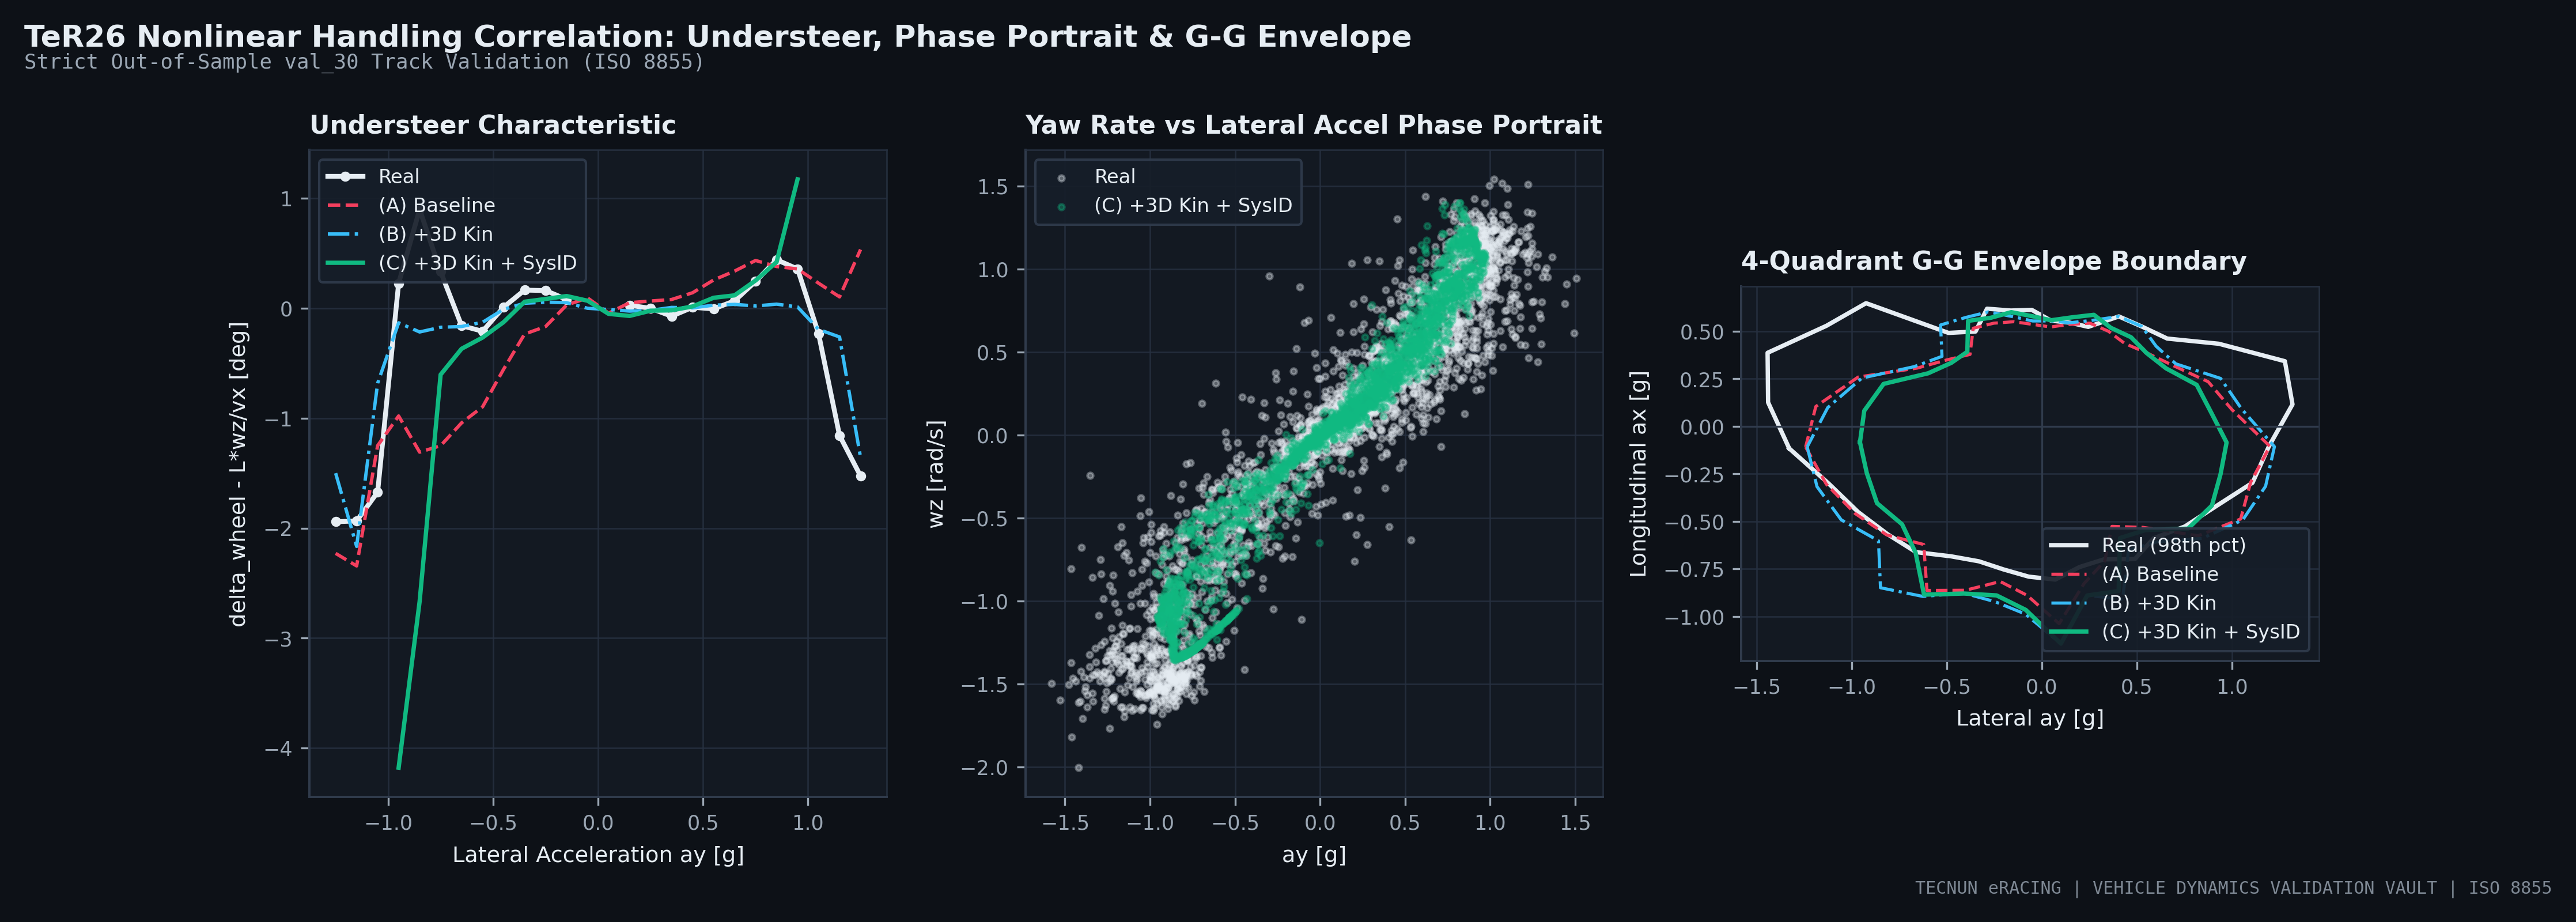 TeR26 Nonlinear Handling Correlation: Understeer, Phase Portrait & G-G Envelope
Strict Out-of-Sample val_30 Track Validation (ISO 8855)
Understeer Characteristic
Real
(A) Baseline
(B) +3D Kin
(C) +3D Kin + SysID
1
0
−1
−2
−3
−4
delta_wheel - L*wz/vx [deg]
−1.0
−0.5
0.0
0.5
1.0
Lateral Acceleration ay [g]
Yaw Rate vs Lateral Accel Phase Portrait
Real
(C) +3D Kin + SysID
1.5
1.0
0.5
0.0
−0.5
−1.0
−1.5
−2.0
wz [rad/s]
−1.5
−1.0
−0.5
0.0
0.5
1.0
1.5
ay [g]
4-Quadrant G-G Envelope Boundary
0.50
0.25
0.00
−0.25
−0.50
−0.75
−1.00
Longitudinal ax [g]
Real (98th pct)
(A) Baseline
(B) +3D Kin
(C) +3D Kin + SysID
−1.5
−1.0
−0.5
0.0
0.5
1.0
Lateral ay [g]
TECNUN eRACING | VEHICLE DYNAMICS VALIDATION VAULT | ISO 8855